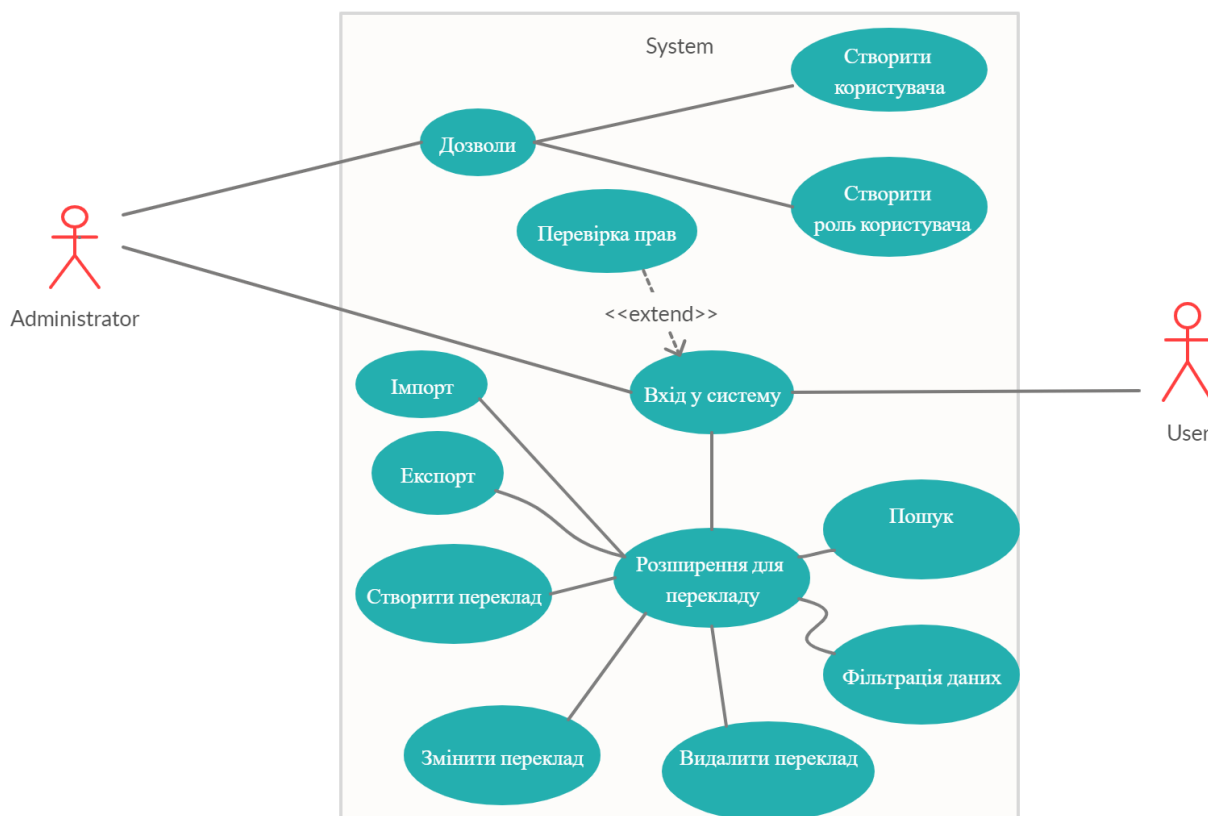 System
Створити
користувача
Дозволи
Створити
роль користувача
Перевірка прав
Administrator
<<extend>>
Імпорт
Вхід у систему
User
Експорт
Пошук
Розширення для
перекладу
Створити переклад
Фільтрація даних
Змінити переклад
Видалити переклад